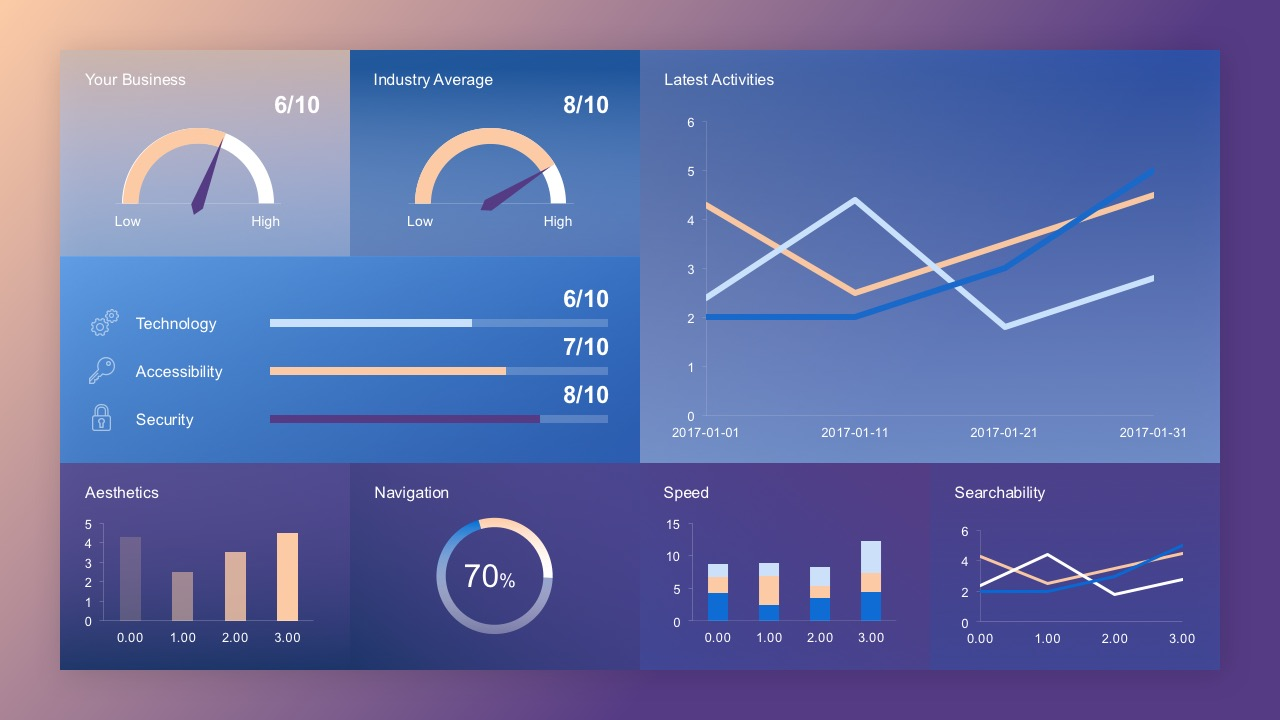 Your Business
6/10
Low High
Industry Average
8/10
Low High
Latest Activities
6
5
4
3
2
1
0
2017-01-01 2017-01-11 2017-01-21 2017-01-31
6/10
Technology
7/10
Accessibility
8/10
Security
Aesthetics
5
4
3
2
1
0
0.00 1.00 2.00 3.00
Navigation
70%
Speed
15
10
5
0
0.00 1.00 2.00 3.00
Searchability
6
4
2
0
0.00 1.00 2.00 3.00